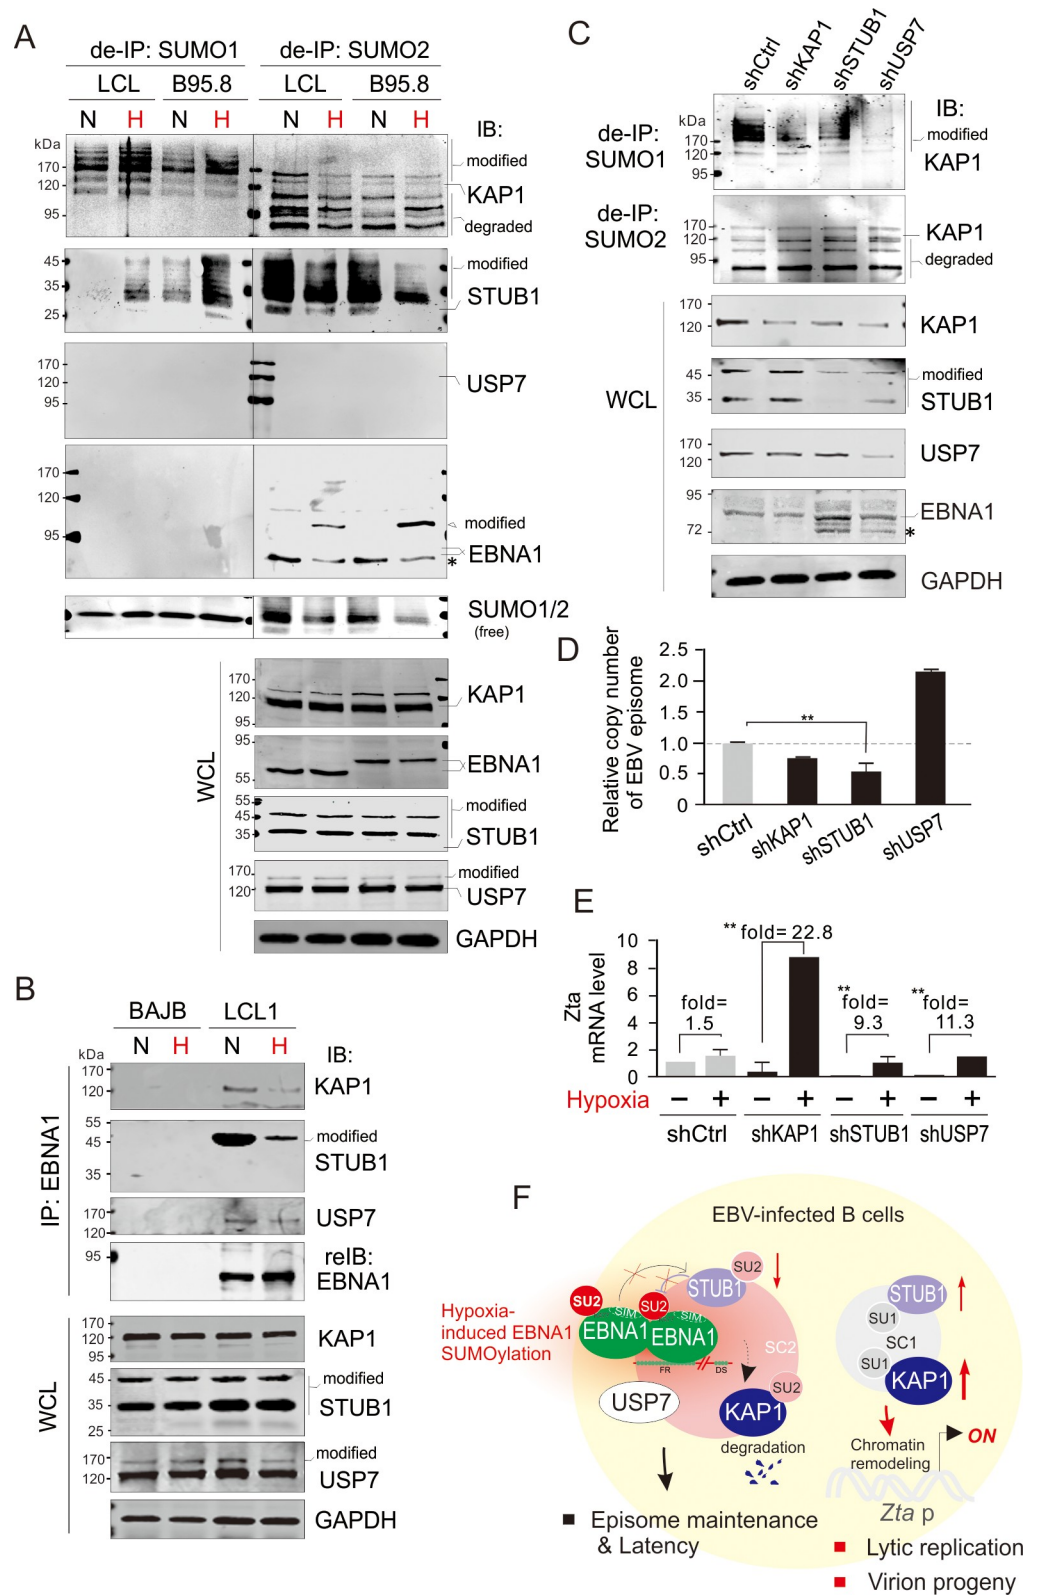 A
de-IP: SUMO1
de-IP: SUMO2
LCL
B95.8
LCL
B95.8
N
H
N
H
N
H
N
H
IB:
kDa
170
120
95
modified
KAP1
degraded
45
35
25
modified
STUB1
170
120
95
USP7
170
120
95
modified
EBNA1
*
SUMO1/2
(free)
WCL
170
120
95
KAP1
95
55
EBNA1
55
45
35
modified
STUB1
170
120
modified
USP7
GAPDH
B
BAJB
LCL1
N
H
N
H
IB:
kDa
IP: EBNA1
170
120
KAP1
55
45
35
modified
STUB1
170
120
USP7
95
reIB:
EBNA1
WCL
170
120
95
KAP1
45
35
25
modified
STUB1
170
120
modified
USP7
GAPDH
C
shCtrl
shKAP1
shSTUB1
shUSP7
IB:
kDa
de-IP:
SUMO1
170
120
95
modified
KAP1
de-IP:
SUMO2
170
120
95
KAP1
degraded
WCL
170
120
KAP1
45
35
modified
STUB1
170
120
USP7
95
72
EBNA1
*
GAPDH
D
Relative copy number
of EBV episome
2.5
2.0
1.5
1.0
0.5
0
**
shCtrl
shKAP1
shSTUB1
shUSP7
E
Zta
mRNA level
10
8
6
4
2
0
fold=
1.5
** fold= 22.8
**
fold=
9.3
**
fold=
11.3
Hypoxia
− + − + − + − +
shCtrl
shKAP1
shSTUB1
shUSP7
F
EBV-infected B cells
Hypoxia-
induced EBNA1
SUMOylation
SU2
SU2
SU2
STUB1
SIM
SIM
EBNA1
EBNA1
FR
DS
SC2
USP7
SU2
KAP1
degradation
STUB1
SU1
SC1
SU1
KAP1
Chromatin
remodeling
ON
Zta p
Episome maintenance
& Latency
Lytic replication
Virion progeny